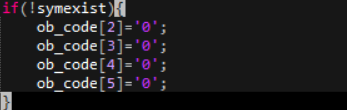 if(!symexist){
ob_code[2]='0';
ob_code[3]='0';
ob_code[4]='0';
ob_code[5]='0';
}